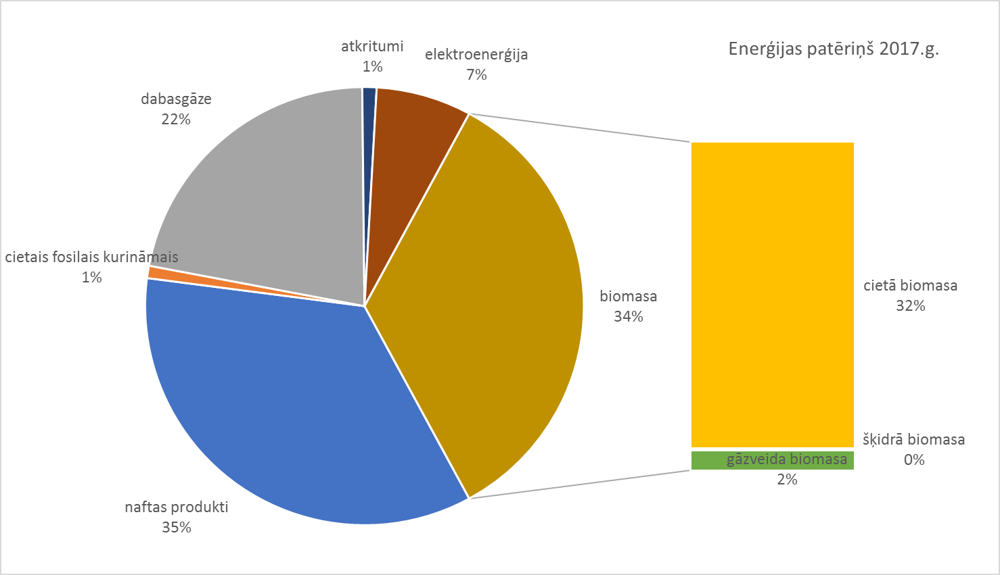 Enerģijas patēriņš 2017.g.
atkritumi
1%
elektroenerģija
7%
dabasgāze
22%
cietais fosilais kurināmais
1%
biomasa
34%
cietā biomasa
32%
šķidrā biomasa
0%
gāzveida biomasa
2%
naftas produkti
35%